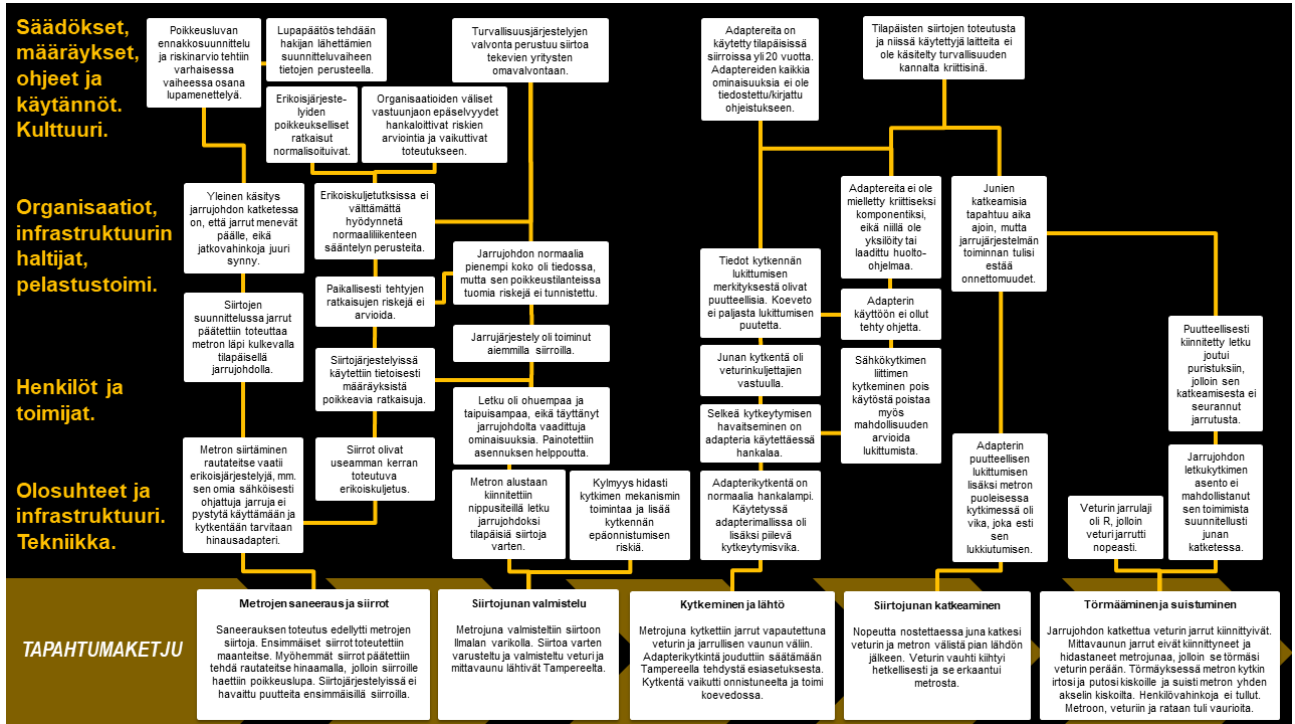 Säädökset,
määräykset,
ohjeet ja
käytännöt.
Kulttuuri.
Poikkeusluvan
ennakkosuunnittelu
ja riskinarvio tehtiin
varhaisessa
vaiheessa osana
lupamenettelyä.
Lupapäätös tehdään
hakijan lähettämien
suunnitteluvaiheen
tietojen perusteella.
Turvallisuusjärjestelyjen
valvonta perustuu siirtoa
tekevien yritysten
omavalvontaan.
Adaptereita on
käytetty tilapäisissä
siirroissa yli 20 vuotta.
Adaptereiden kaikkia
ominaisuuksia ei ole
tiedostettu/kirjattu
ohjeistukseen.
Tilapäisten siirtojen toteutusta
ja niissä käytettyjä laitteita ei
ole käsitelty turvallisuuden
kannalta kriittisinä.
Erikoisjärjeste-
lyiden
poikkeukselliset
ratkaisut
normalisoituivat.
Organisaatioiden väliset
vastuunjaon epäselvyydet
hankaloittivat riskien
arviointia ja vaikuttivat
toteutukseen.
Organisaatiot,
infrastruktuurin
haltijat,
pelastustoimi.
Yleinen käsitys
jarrujohdon katketessa
on, että jarrut menevät
päälle, eikä
jatkovahinkoja juuri
synny.
Erikoiskuljetutksissa ei
välttämättä
hyödynnetä
normaaliliikenteen
sääntelyn perusteita.
Jarrujohdon normaalia
pienempi koko oli tiedossa,
mutta sen poikkeustilanteissa
tuomia riskejä ei tunnistettu.
Tiedot kytkennän
lukittumisen
merkityksestä olivat
puutteellisia. Koeveto
ei paljasta lukittumisen
puutetta.
Adaptereita ei ole
mielletty kriittiseksi
komponentiksi,
eikä niillä ole
yksilöity tai
laadittu huolto-
ohjelmaa.
Junien
katkeamisia
tapahtuu aika
ajoin, mutta
jarrujärjestelmän
toiminnan tulisi
estää
onnettomuudet.
Siirtojen
suunnittelussa jarrut
päätettiin toteuttaa
metron läpi kulkevalla
tilapäisellä
jarrujohdolla.
Paikallisesti tehtyjen
ratkaisujen riskejä ei
arvioida.
Jarrujärjestely oli toiminut
aiemmilla siirroilla.
Adapterin
käyttöön ei ollut
tehty ohjetta.
Puutteellisesti
kiinnitetty letku
joutui
puristuksiin,
jolloin sen
katkeamisesta ei
seurannut
jarrutusta.
Henkilöt ja
toimijat.
Siirtojärjestelyissä
käytettiin tietoisesti
määräyksistä
poikkeavia ratkaisuja.
Letku oli ohuempaa ja
taipuisampaa, eikä täyttänyt
jarrujohdolta vaadittuja
ominaisuuksia. Painotettiin
asennuksen helppoutta.
Junan kytkentä oli
veturinkuljettajien
vastuulla.
Sähkökytkimen
liittimen
kytkeminen pois
käytöstä poistaa
myös
mahdollisuuden
arvioida
lukittumista.
Selkeä kytkeytymisen
havaitseminen on
adapteria käytettäessä
hankalaa.
Olosuhteet ja
infrastruktuuri.
Tekniikka.
Metron siirtäminen
rautateitse vaatii
erikoisjärjestelyjä, mm.
sen omia sähköisesti
ohjattuja jarruja ei
pystytä käyttämään ja
kytkentään tarvitaan
hinausadapteri.
Siirrot olivat
useamman kerran
toteutuva
erikoiskuljetus.
Metron alustaan
kiinnitettiin
nippusiteillä letku
jarrujohdoksi
tilapäisiä siirtoja
varten.
Kylmyys hidasti
kytkimen mekanismin
toimintaa ja lisää
kytkennän
epäonnistumisen
riskiä.
Adapterikytkentä on
normaalia hankalampi.
Käytetyssä
adapterimallissa oli
lisäksi piilevä
kytkeytymisvika.
Adapterin
puutteellisen
lukittumisen
lisäksi metron
puoleisessa
kytkimessä oli
vika, joka esti
sen
lukkiutumisen.
Veturin jarrulaji
oli R, jolloin
veturi jarrutti
nopeasti.
Jarrujohdon
letkukytkimen
asento ei
mahdollistanut
sen toimista
suunnitellusti
junan
katketessa.
TAPAHTUMAKETJU
Metrojen saneeraus ja siirrot
Saneerauksen toteutus edellytti metrojen
siirtoja. Ensimmäiset siirrot toteutettiin
maanteitse. Myöhemmät siirrot päätettiin
tehdä rautateitse hinaamalla, jolloin siirroille
haettiin poikkeuslupa. Siirtojärjestelyissä ei
havaittu puutteita ensimmäisillä siirroilla.
Siirtojunan valmistelu
Metrojuna valmisteltiin siirtoon
Ilmalan varikolla. Siirtoa varten
varusteltu ja valmisteltu veturi ja
mittavaunu lähtivät Tampereelta.
Kytkeminen ja lähtö
Metrojuna kytkettiin jarrut vapautettuna
veturin ja jarrullisen vaunun väliin.
Adapterikytkintä jouduttiin säätämään
Tampereella tehdystä esiasetuksesta.
Kytkentä vaikutti onnistuneelta ja toimi
koevedossa.
Siirtojunan katkeaminen
Nopeutta nostettaessa juna katkesi
veturin ja metron välistä pian lähdön
jälkeen. Veturin vauhti kiihtyi
hetkellisesti ja se erkaantui
metrosta.
Törmääminen ja suistuminen
Jarrujohdon katkettua veturin jarrut kiinnittyivät.
Mittavaunun jarrut eivät kiinnittyneet ja
hidastaneet metrojunaa, jolloin se törmäsi
veturin perään. Törmäyksessä metron kytkin
irtosi ja putosi kiskoille ja suisti metron yhden
akselin kiskoilta. Henkilövahinkoja ei tullut.
Metroon, veturiin ja rataan tuli vaurioita.